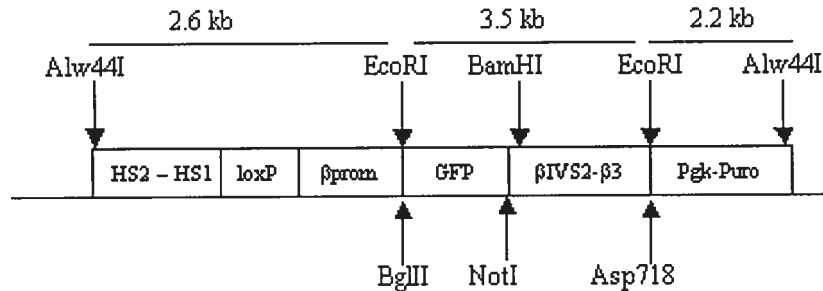 2.6 kb 3.5 kb 2.2 kb
Alw44I EcoRI BamHI EcoRI Alw44I
HS2 – HS1 loxP βprom GFP βIVS2-β3 Pgk-Puro
BglII NotI Asp718